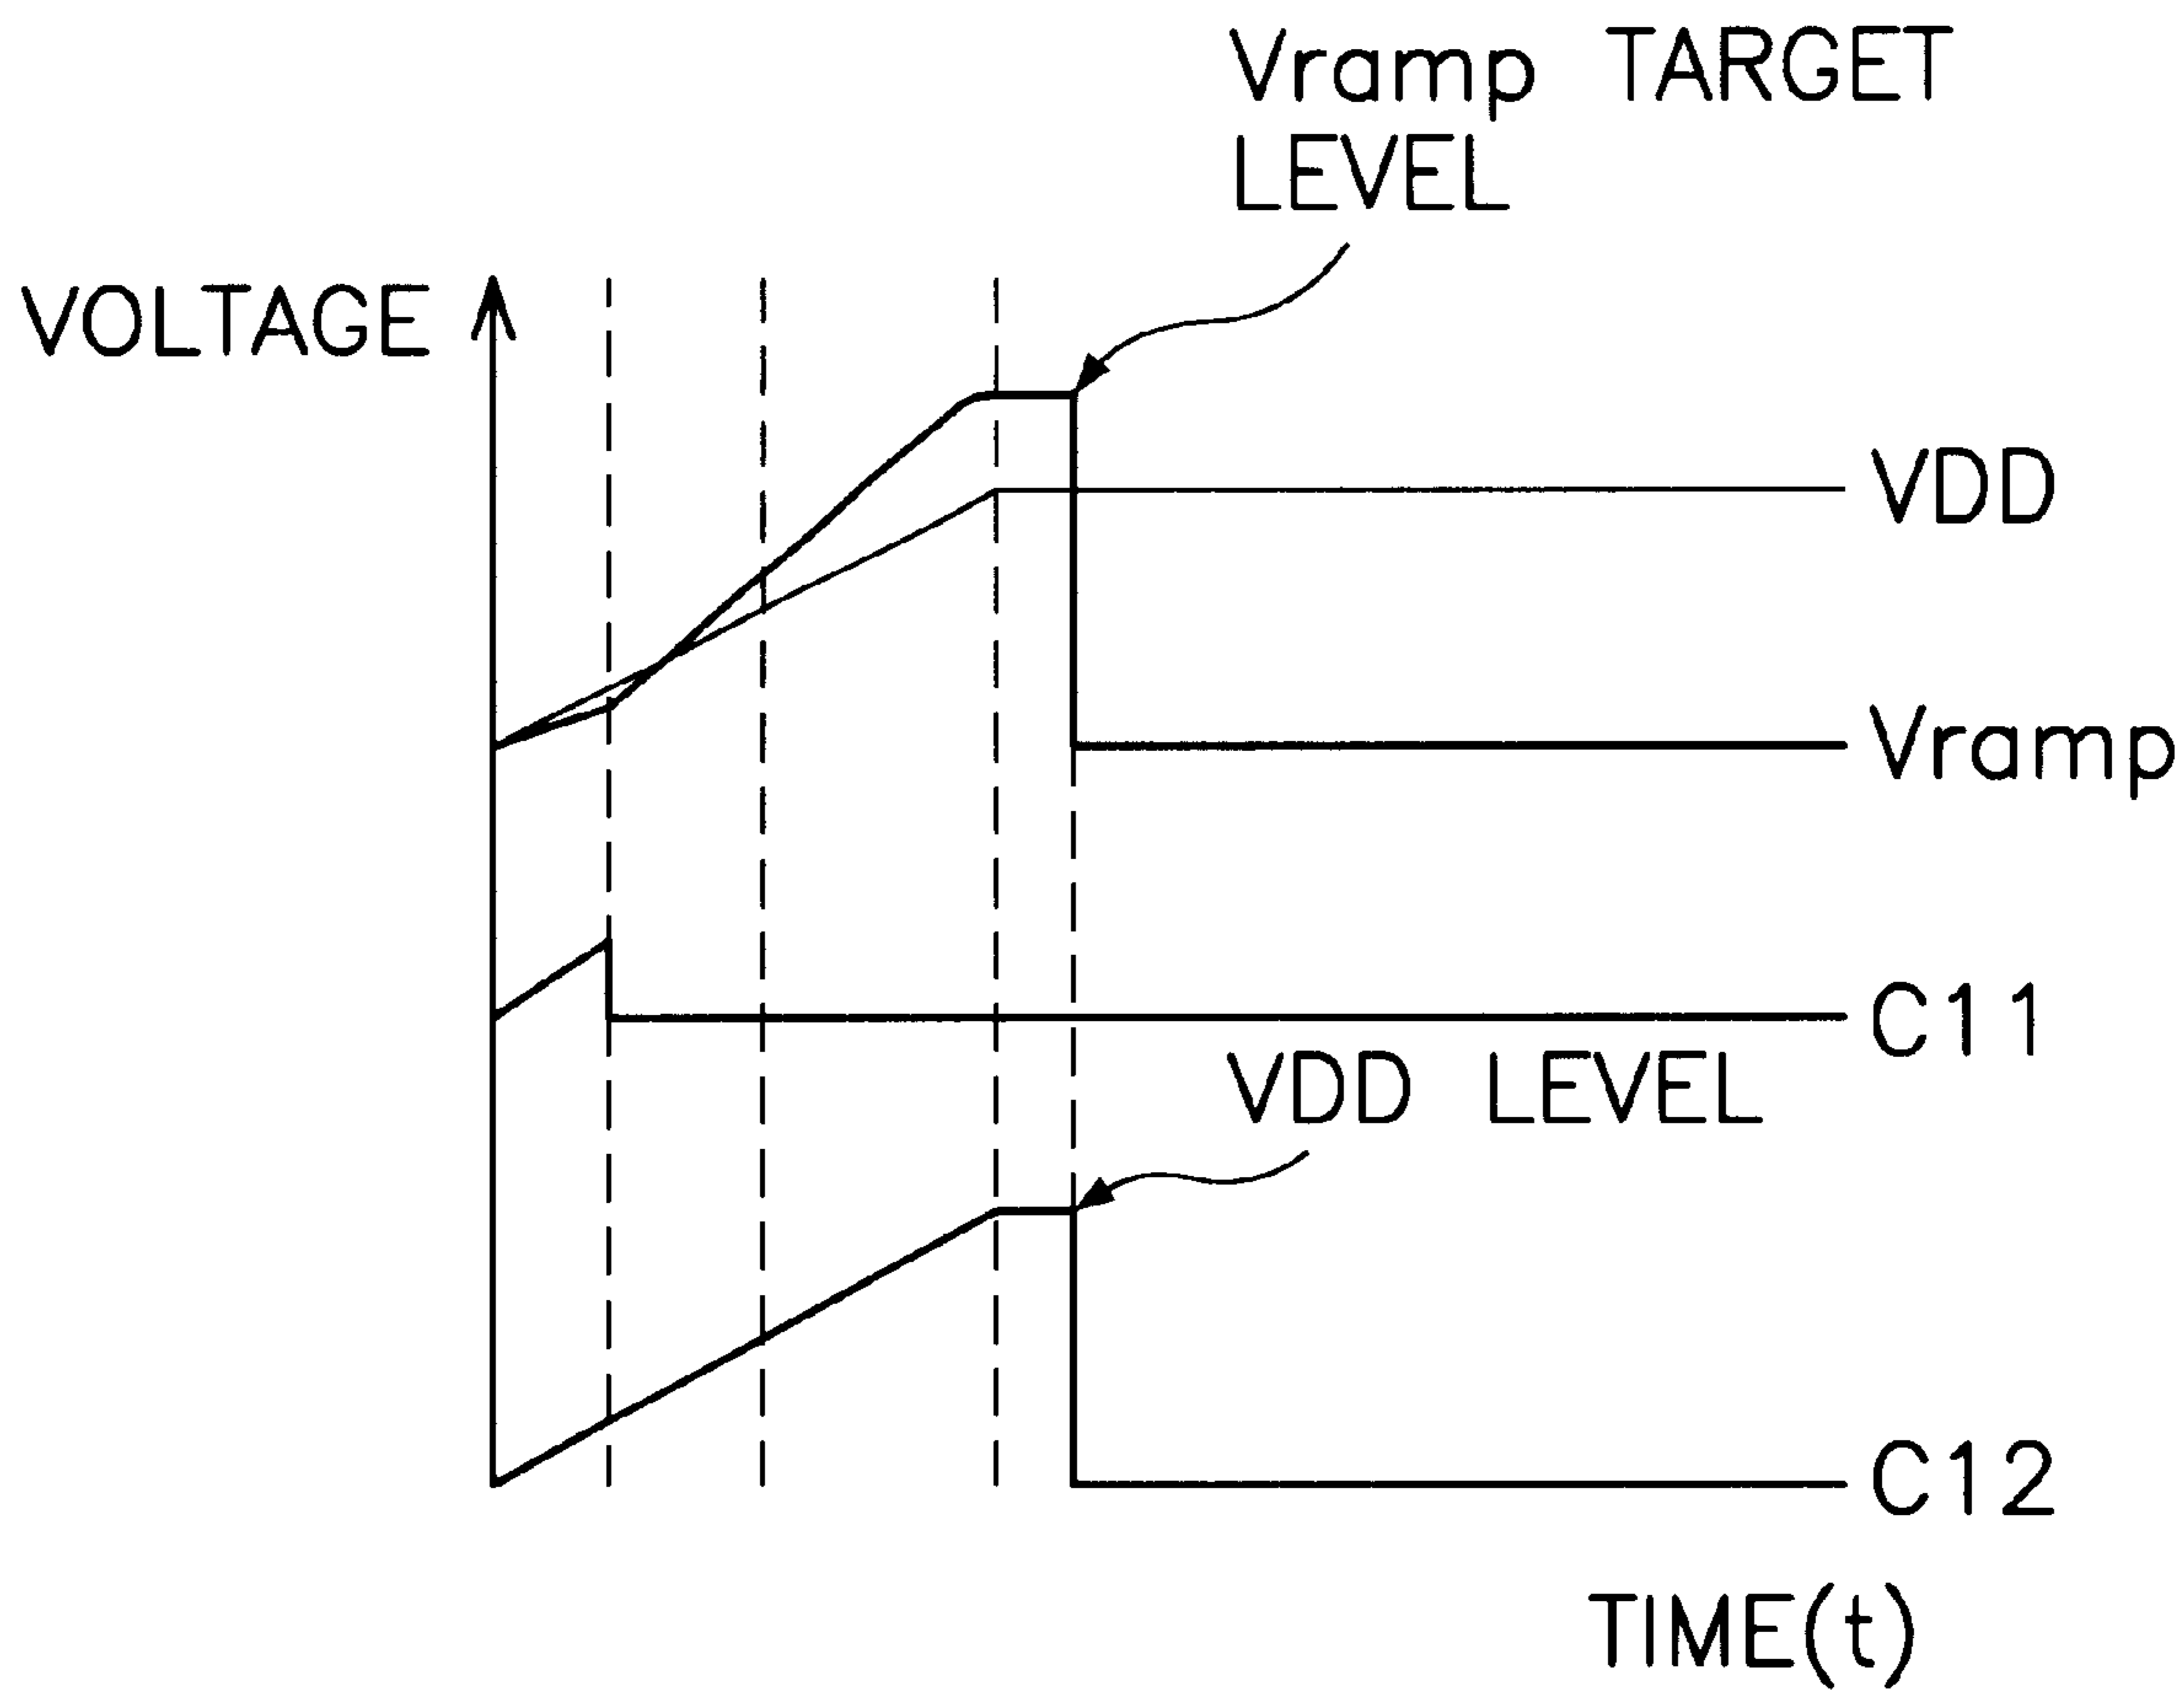 Vramp TARGET
LEVEL
VOLTAGE
VDD
Vramp
C11
VDD LEVEL
C12
TIME(t)